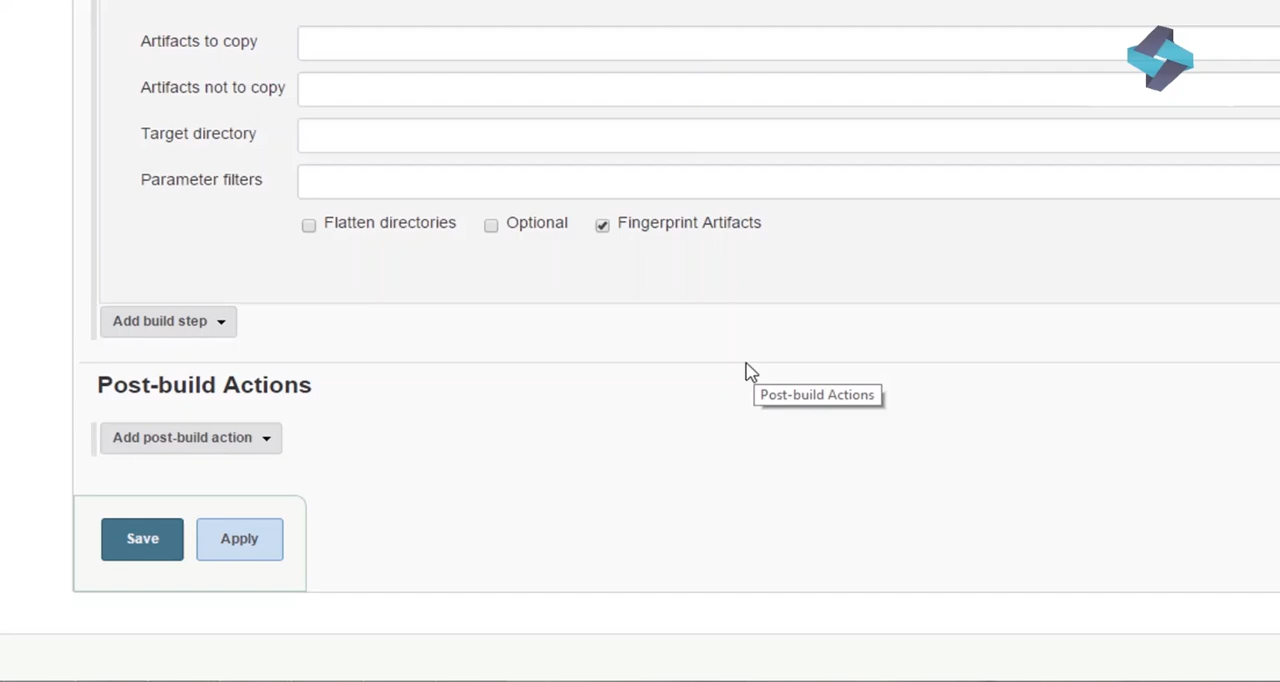 Artifacts to copy
Artifacts not to copy
Target directory
Parameter filters
Flatten directories Optional Fingerprint Artifacts
Add build step
Post-build Actions
Post-build Actions
Add post-build action
Save Apply